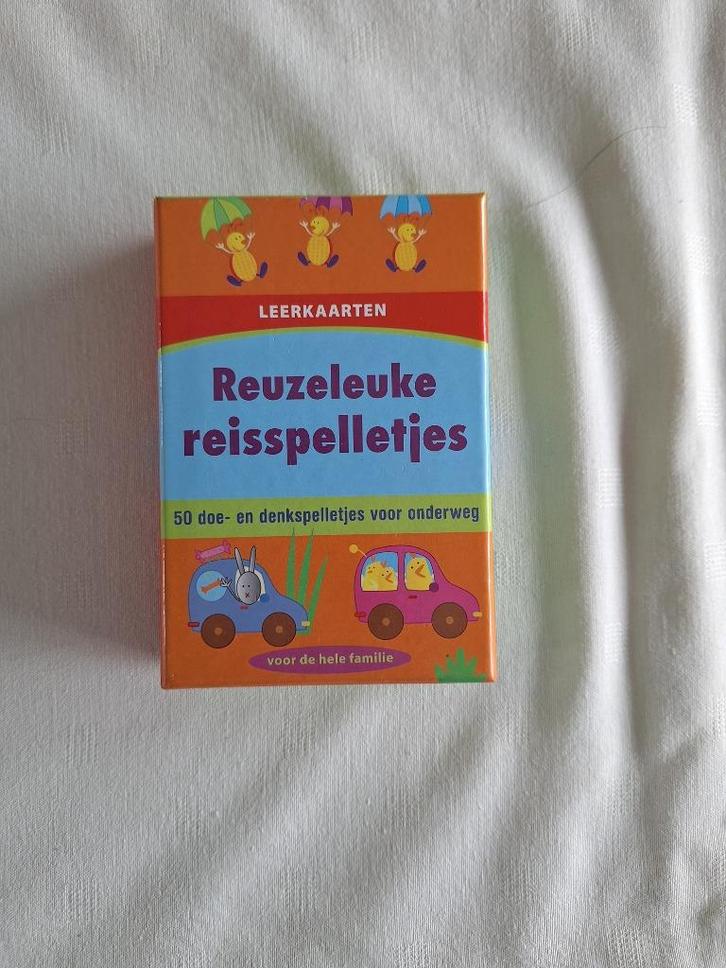 LEERKAARTEN
Reuzeleuke
reisspelletjes
50 doe- en denkspelletjes voor onderweg
voor de hele familie